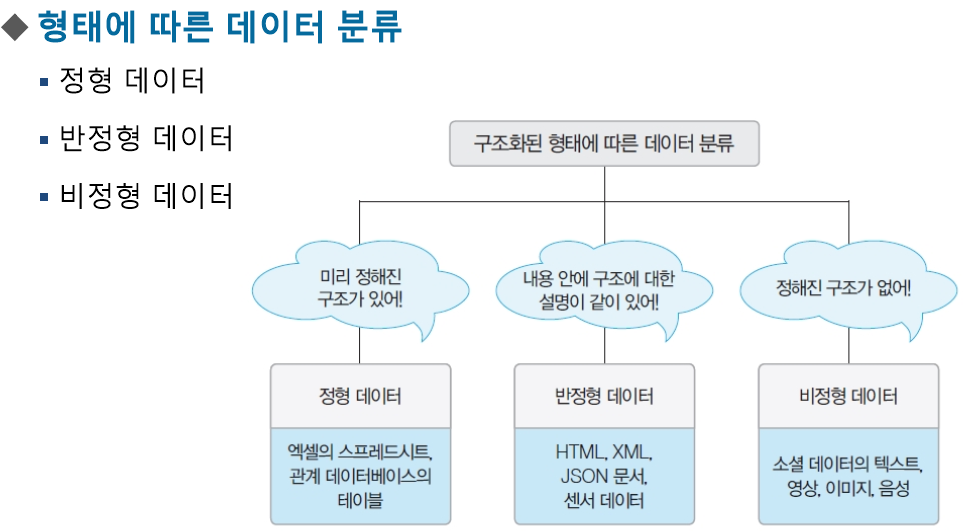 형태에 따른 데이터 분류
정형 데이터
반정형 데이터
비정형 데이터
구조화된 형태에 따른 데이터 분류
미리 정해진
구조가 있어!
내용 안에 구조에 대한
설명이 같이 있어!
정해진 구조가 없어!
정형 데이터
엑셀의 스프레드시트,
관계 데이터베이스의
테이블
반정형 데이터
HTML, XML,
JSON 문서,
센서 데이터
비정형 데이터
소셜 데이터의 텍스트,
영상, 이미지, 음성